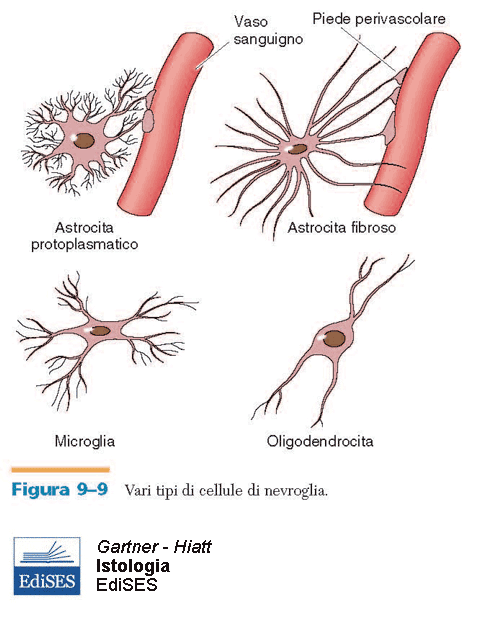 Vaso
sanguigno
Piede perivascolare
Astrocita
protoplasmatico
Astrocita fibroso
Microglia
Oligodendrocita
Figura 9–9 Vari tipi di cellule di nevroglia.
EdiSES
Gartner - Hiatt
Istologia
EdiSES